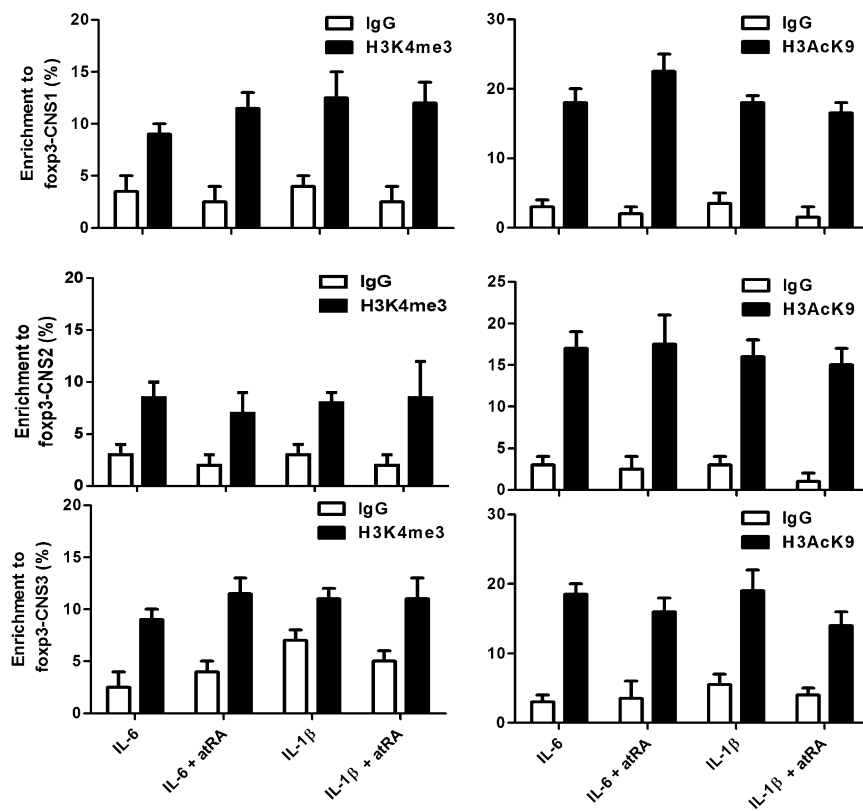 Enrichment to
foxp3-CNS1 (%)
20
15
10
5
0
IgG
H3K4me3
30
20
10
0
IgG
H3AcK9
Enrichment to
foxp3-CNS2 (%)
20
15
10
5
0
IgG
H3K4me3
25
20
15
10
5
0
IgG
H3AcK9
Enrichment to
foxp3-CNS3 (%)
20
15
10
5
0
IgG
H3K4me3
IL-6
IL-6 + atRA
IL-1β
IL-1β + atRA
30
20
10
0
IgG
H3AcK9
IL-6
IL-6 + atRA
IL-1β
IL-1β + atRA